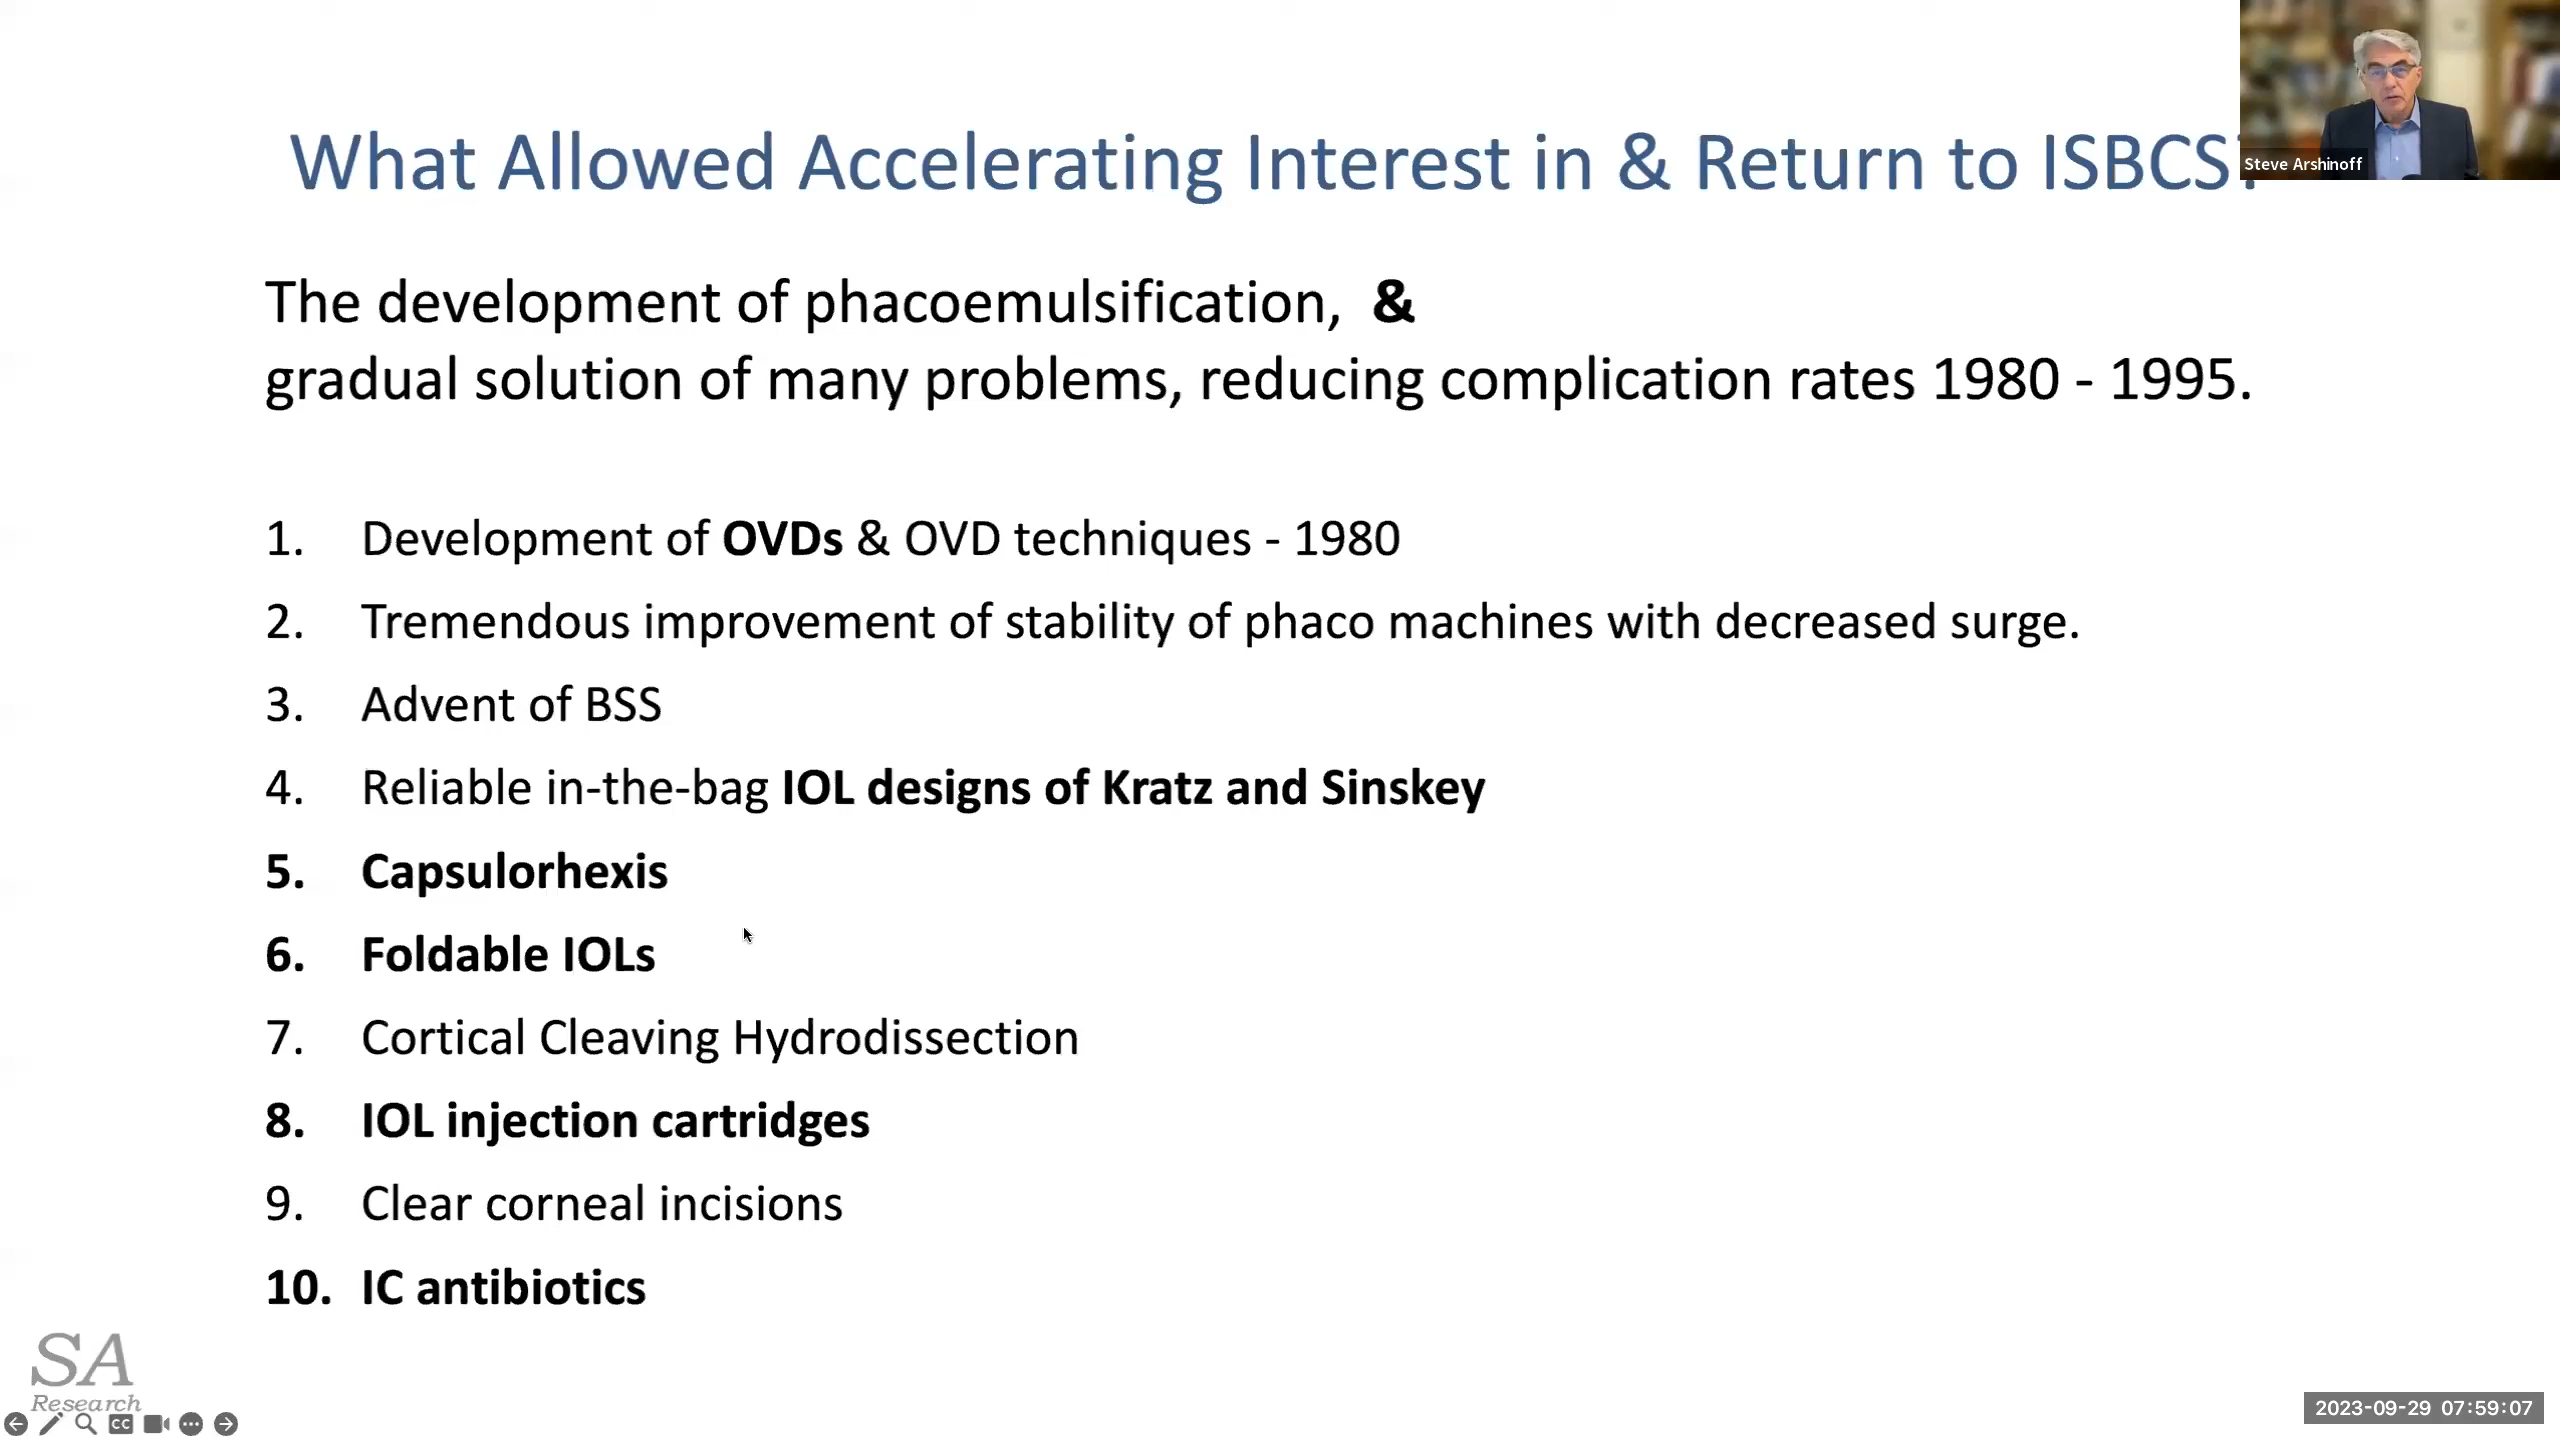 What Allowed Accelerating Interest in & Return to ISBCS?
Steve Arshinoff
The development of phacoemulsification, &
gradual solution of many problems, reducing complication rates 1980 - 1995.
1. Development of OVDs & OVD techniques - 1980
2. Tremendous improvement of stability of phaco machines with decreased surge.
3. Advent of BSS
4. Reliable in-the-bag IOL designs of Kratz and Sinskey
5. Capsulorhexis
6. Foldable IOLs
7. Cortical Cleaving Hydrodissection
8. IOL injection cartridges
9. Clear corneal incisions
10. IC antibiotics
SA
Research
CC
2023-09-29 07:59:07